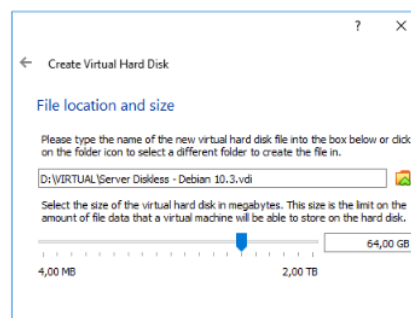 ?
Create Virtual Hard Disk
File location and size
Please type the name of the new virtual hard disk file into the box below or click
on the folder icon to select a different folder to create the file in.
D:\VIRTUAL\Server Diskless - Debian 10.3.vdi
Select the size of the virtual hard disk in megabytes. This size is the limit on the
amount of file data that a virtual machine will be able to store on the hard disk.
64,00 GB
4,00 MB 2,00 TB